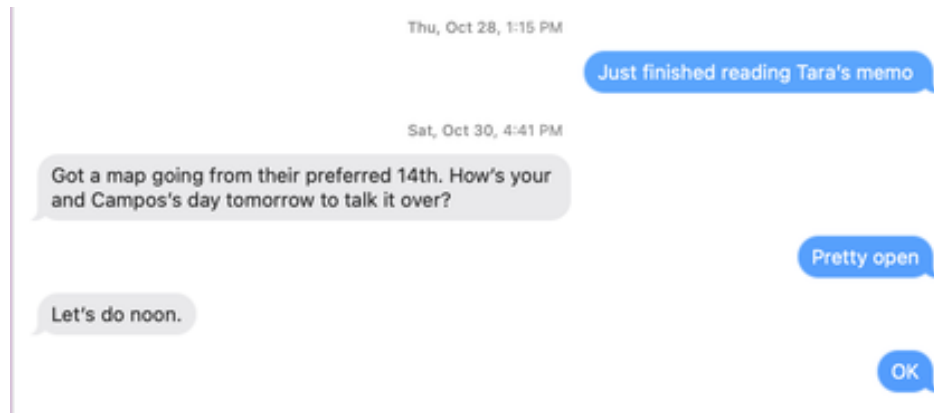 Thu, Oct 28, 1:15 PM
Just finished reading Tara's memo
Sat, Oct 30, 4:41 PM
Got a map going from their preferred 14th. How's your
and Campos's day tomorrow to talk it over?
Pretty open
Let's do noon.
OK